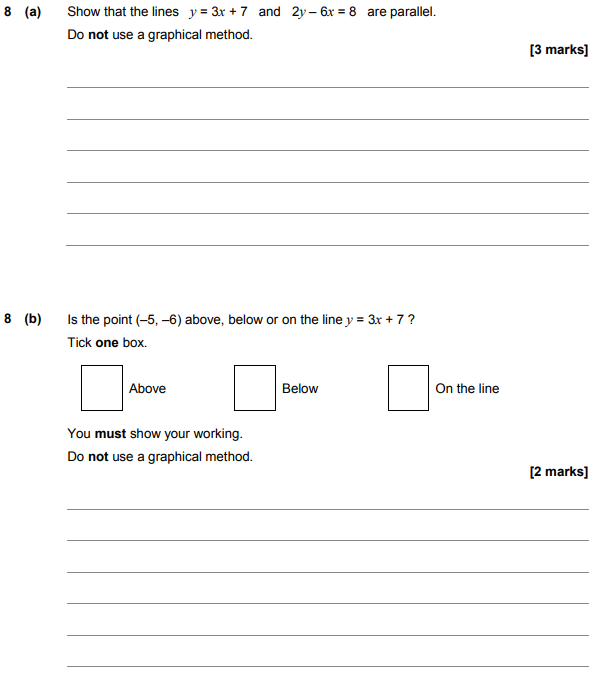 8 (a) Show that the lines y = 3x + 7 and 2y – 6x = 8 are parallel.
Do not use a graphical method.
[3 marks]
8 (b) Is the point (–5, –6) above, below or on the line y = 3x + 7 ?
Tick one box.
Above Below On the line
You must show your working.
Do not use a graphical method.
[2 marks]